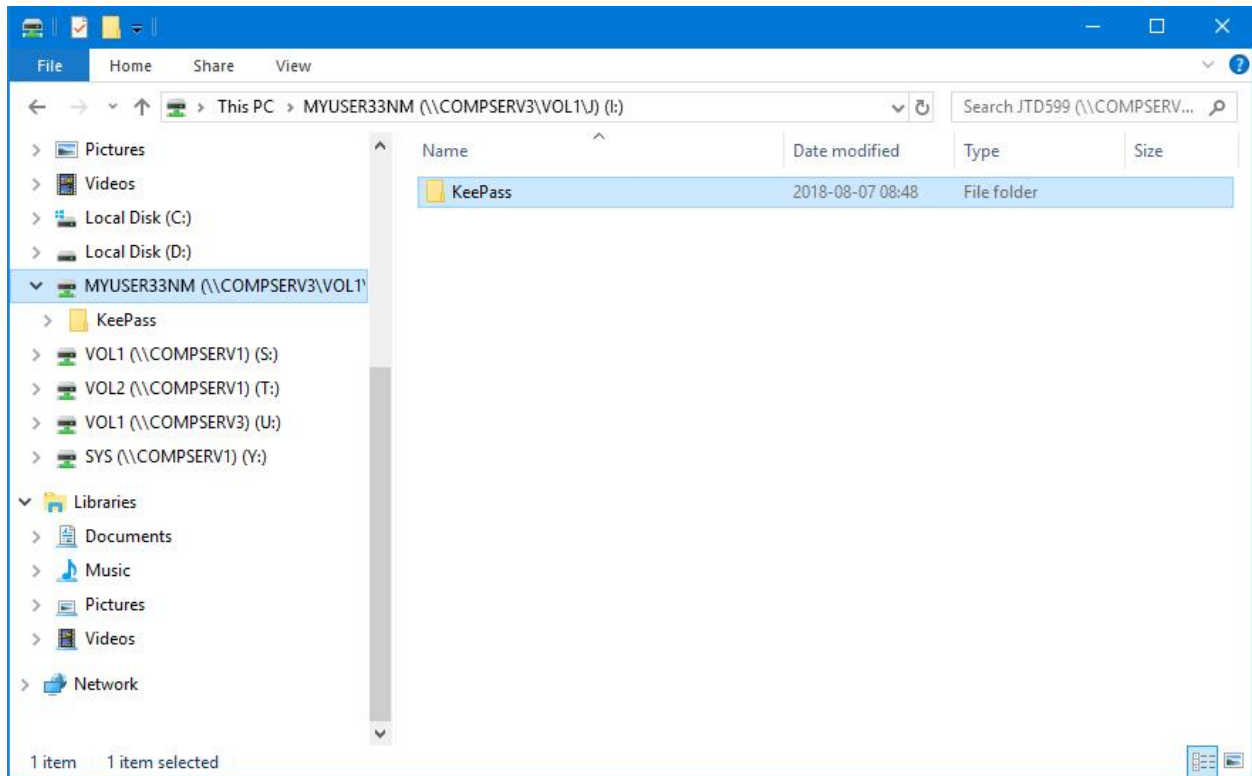 File Home Share View
This PC > MYUSER33NM (\\COMPSERV3\VOL1\J) (I:)
Search JTD599 (\\COMPSERV...
Pictures
Videos
Local Disk (C:)
Local Disk (D:)
MYUSER33NM (\\COMPSERV3\VOL1\
KeePass
VOL1 (\\COMPSERV1) (S:)
VOL2 (\\COMPSERV1) (T:)
VOL1 (\\COMPSERV3) (U:)
SYS (\\COMPSERV1) (Y:)
Libraries
Documents
Music
Pictures
Videos
Network
Name Date modified Type Size
KeePass 2018-08-07 08:48 File folder
1 item 1 item selected